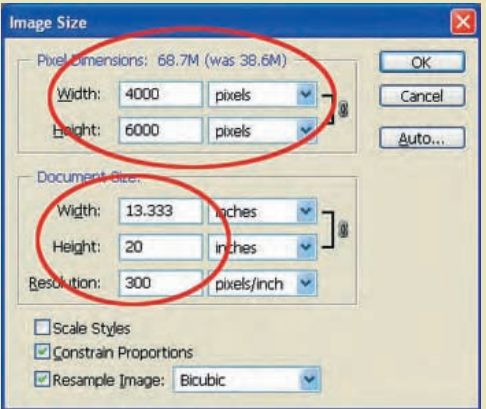 Image Size
Pixel Dimensions: 68.7M (was 38.6M)
OK
Width: 4000 pixels
Cancel
Height: 6000 pixels
Auto...
Document Size:
Width: 13.333 inches
Height: 20 inches
Resolution: 300 pixels/inch
Scale Styles
Constrain Proportions
Resample Image: Bicubic